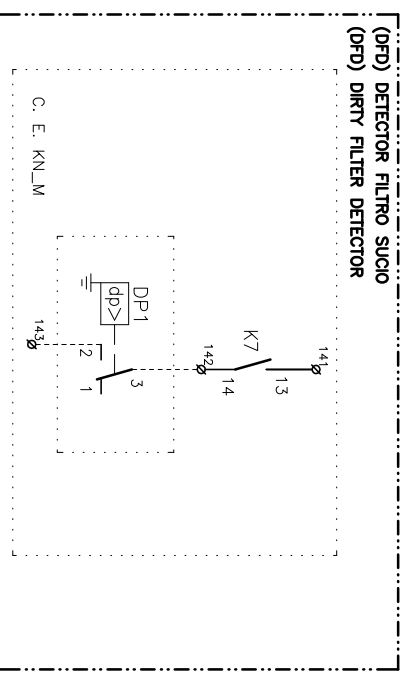 (DFD) DETECTOR FILTRO SUCIO
(DFD) DIRTY FILTER DETECTOR
141
13
K7
14
142
DP1
dp>
3
2
1
143
C. E. KN_M